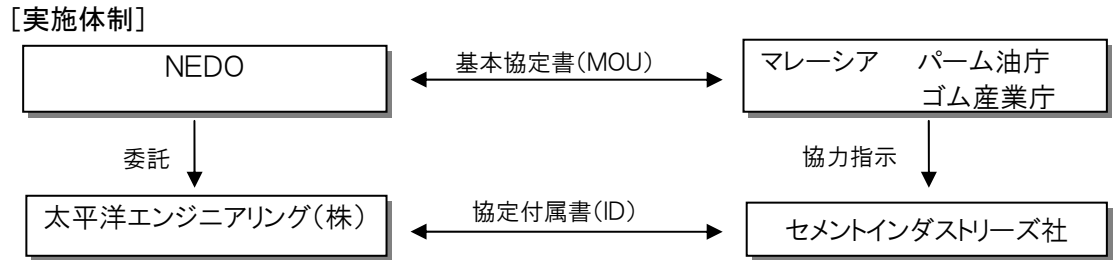 [実施体制]
NEDO
基本協定書(MOU)
マレーシア パーム油庁
ゴム産業庁
委託
協力指示
太平洋エンジニアリング(株)
協定付属書(ID)
セメントインダストリーズ社